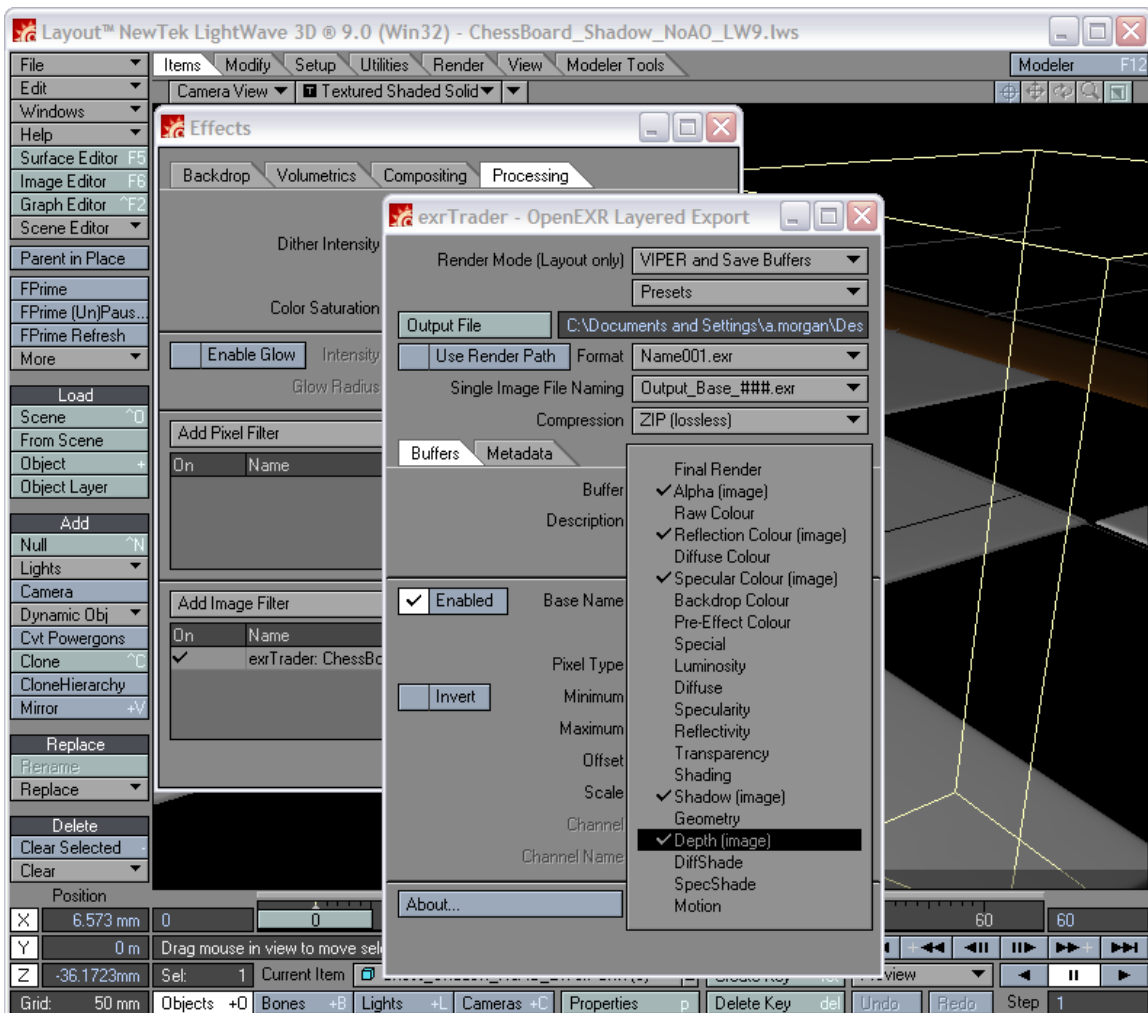 Layout™ NewTek LightWave 3D ® 9.0 (Win32) - ChessBoard_Shadow_NoAO_LW9.lws
File
Items Modify Setup Utilities Render View Modeler Tools
Modeler F12
Edit
Camera View
Textured Shaded Solid
Windows
Help
Surface Editor F5
Image Editor F6
Graph Editor ^F2
Scene Editor
Parent in Place
FPrime
FPrime (Un)Paus...
FPrime Refresh
More
Load
Scene ^O
From Scene
Object +
Object Layer
Add
Null ^N
Lights
Camera
Dynamic Obj
Cvt Powergons
Clone ^C
CloneHierarchy
Mirror +V
Replace
Rename
Replace
Delete
Clear Selected -
Clear
Effects
Backdrop Volumetrics Compositing Processing
Dither Intensity
Color Saturation
Enable Glow Intensity
Glow Radius
Add Pixel Filter
On Name
Add Image Filter
On Name
exrTrader: ChessBo
exrTrader - OpenEXR Layered Export
Render Mode (Layout only) VIPER and Save Buffers
Presets
Output File C:\Documents and Settings\a.morgan\Des
Use Render Path Format Name001.exr
Single Image File Naming Output_Base_###.exr
Compression ZIP (lossless)
Buffers Metadata
Buffer
Description
Enabled Base Name
Pixel Type
Invert Minimum
Maximum
Offset
Scale
Channel
Channel Name
About...
Final Render
Alpha (image)
Raw Colour
Reflection Colour (image)
Diffuse Colour
Specular Colour (image)
Backdrop Colour
Pre-Effect Colour
Special
Luminosity
Diffuse
Specularity
Reflectivity
Transparency
Shading
Shadow (image)
Geometry
Depth (image)
DiffShade
SpecShade
Motion
Position
X 6.573 mm 0 0 60 60
Y 0 m Drag mouse in view to move sel
Z -36.1723mm Sel: 1 Current Item
Grid: 50 mm Objects +O Bones +B Lights +L Cameras +C Properties p Delete Key del Undo Redo Step 1